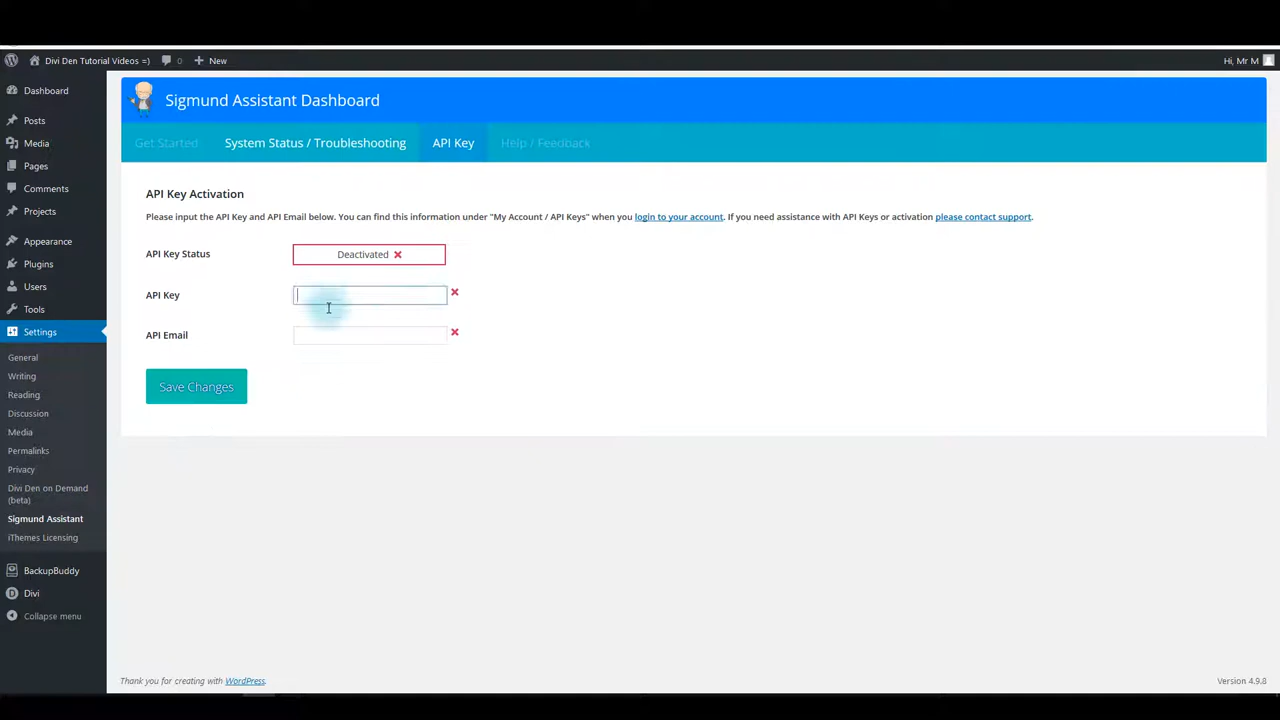 Divi Den Tutorial Videos =)
0
New
Hi, Mr M
Dashboard
Posts
Media
Pages
Comments
Projects
Appearance
Plugins
Users
Tools
Settings
General
Writing
Reading
Discussion
Media
Permalinks
Privacy
Divi Den on Demand
(beta)
Sigmund Assistant
iThemes Licensing
BackupBuddy
Divi
Collapse menu
Sigmund Assistant Dashboard
Get Started
System Status / Troubleshooting
API Key
Help / Feedback
API Key Activation
Please input the API Key and API Email below. You can find this information under "My Account / API Keys" when you login to your account. If you need assistance with API Keys or activation please contact support.
API Key Status
Deactivated
API Key
API Email
Save Changes
Thank you for creating with WordPress.
Version 4.9.8